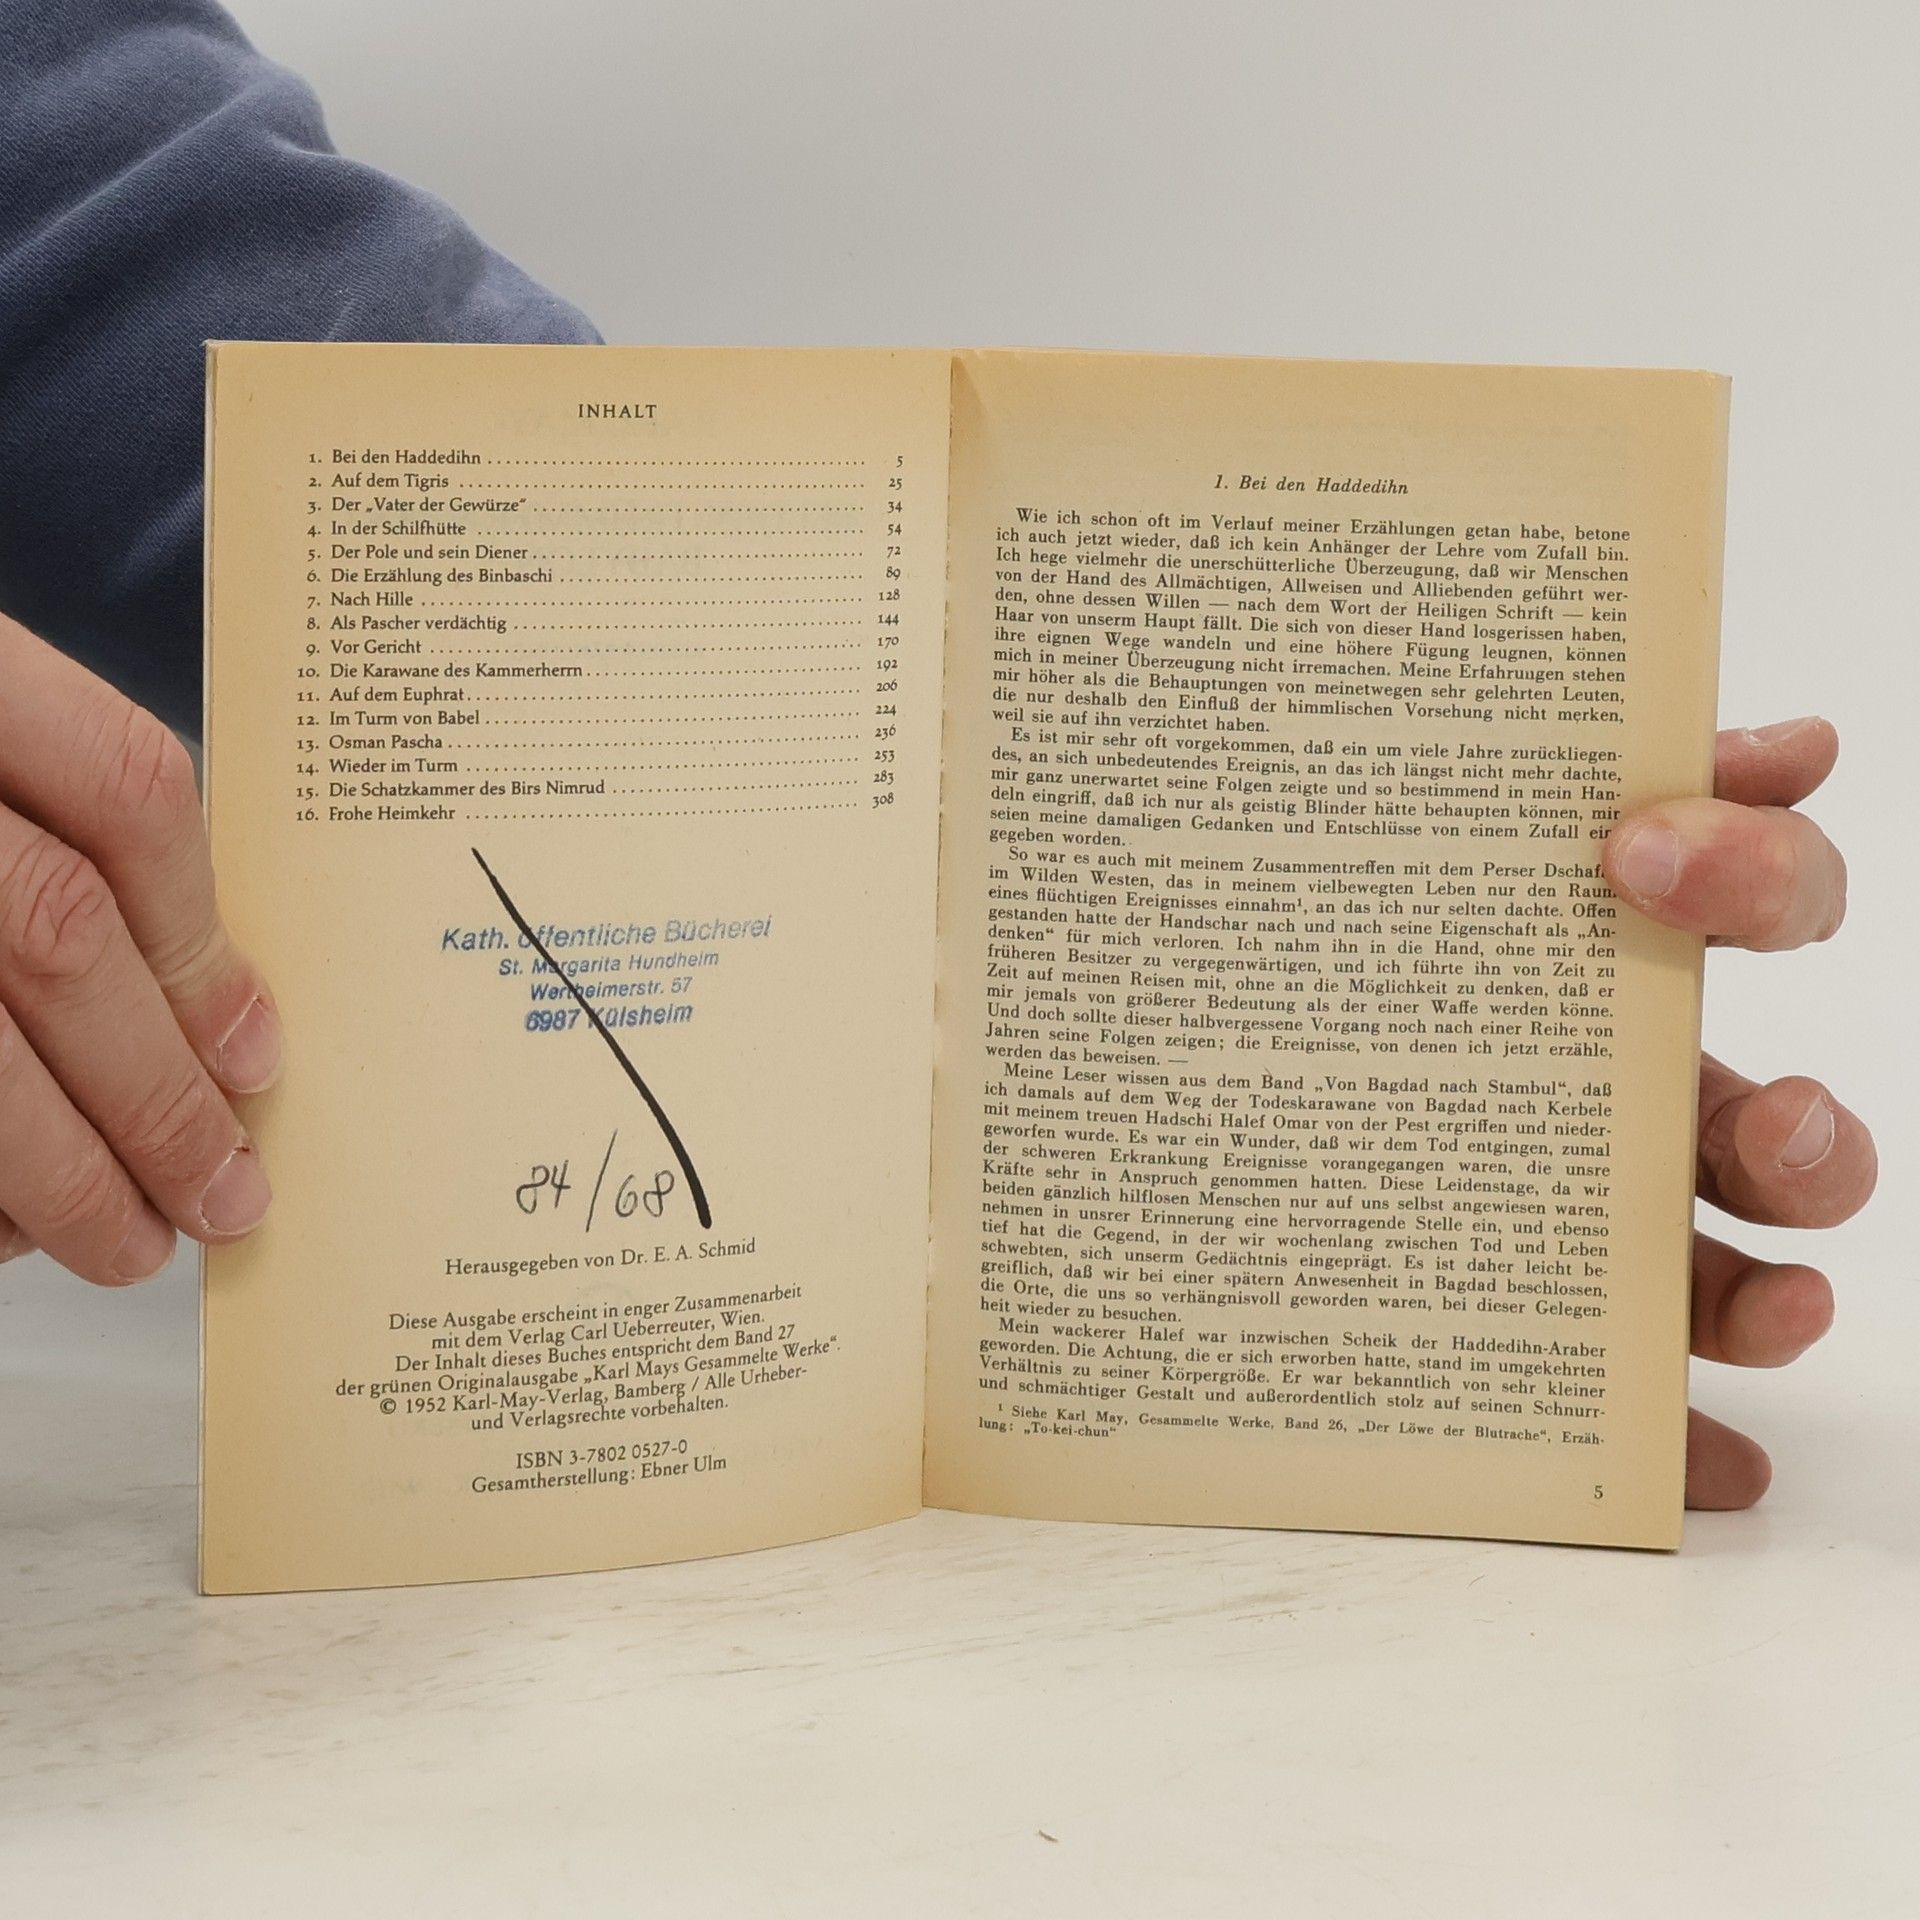 INHALT
1. Bei den Haddedihn ........................................ 5
2. Auf dem Tigris ........................................ 25
3. Der „Vater der Gewürze“ ........................................ 34
4. In der Schilfhütte ........................................ 54
5. Der Pole und sein Diener ........................................ 72
6. Die Erzählung des Binbaschi ........................................ 89
7. Nach Hille ........................................ 128
8. Als Pascher verdächtig ........................................ 144
9. Vor Gericht ........................................ 170
10. Die Karawane des Kammerherrn ........................................ 192
11. Auf dem Euphrat ........................................ 206
12. Im Turm von Babel ........................................ 224
13. Osman Pascha ........................................ 236
14. Wieder im Turm ........................................ 253
15. Die Schatzkammer des Birs Nimrud ........................................ 283
16. Frohe Heimkehr ........................................ 308
Kath. öffentliche Bücherei
St. Margarita Hundheim
Wertheimerstr. 57
6987 Külsheim
84/68
Herausgegeben von Dr. E. A. Schmid
Diese Ausgabe erscheint in enger Zusammenarbeit
mit dem Verlag Carl Ueberreuter, Wien.
Der Inhalt dieses Buches entspricht dem Band 27
der grünen Originalausgabe „Karl Mays Gesammelte Werke“.
© 1952 Karl-May-Verlag, Bamberg / Alle Urheber-
und Verlagsrechte vorbehalten.
ISBN 3-7802 0527-0
Gesamtherstellung: Ebner Ulm
1. Bei den Haddedihn
Wie ich schon oft im Verlauf meiner Erzählungen getan habe, betone
ich auch jetzt wieder, daß ich kein Anhänger der Lehre vom Zufall bin.
Ich hege vielmehr die unerschütterliche Überzeugung, daß wir Menschen
von der Hand des Allmächtigen, Allweisen und Alliebenden geführt wer-
den, ohne dessen Willen — nach dem Wort der Heiligen Schrift — kein
Haar von unserm Haupt fällt. Die sich von dieser Hand losgerissen haben,
ihre eignen Wege wandeln und eine höhere Fügung leugnen, können
mich in meiner Überzeugung nicht irremachen. Meine Erfahrungen stehen
mir höher als die Behauptungen von meinetwegen sehr gelehrten Leuten,
die nur deshalb den Einfluß der himmlischen Vorsehung nicht merken,
weil sie auf ihn verzichtet haben.
Es ist mir sehr oft vorgekommen, daß ein um viele Jahre zurückliegen-
des, an sich unbedeutendes Ereignis, an das ich längst nicht mehr dachte,
mir ganz unerwartet seine Folgen zeigte und so bestimmend in mein Han-
deln eingriff, daß ich nur als geistig Blinder hätte behaupten können, mir
seien meine damaligen Gedanken und Entschlüsse von einem Zufall ein
gegeben worden.
So war es auch mit meinem Zusammentreffen mit dem Perser Dschaf
im Wilden Westen, das in meinem vielbewegten Leben nur den Raum
eines flüchtigen Ereignisses einnahm¹, an das ich nur selten dachte. Offen
gestanden hatte der Handschar nach und nach seine Eigenschaft als „An-
denken“ für mich verloren. Ich nahm ihn in die Hand, ohne mir den
früheren Besitzer zu vergegenwärtigen, und ich führte ihn von Zeit zu
Zeit auf meinen Reisen mit, ohne an die Möglichkeit zu denken, daß er
mir jemals von größerer Bedeutung als der einer Waffe werden könne.
Und doch sollte dieser halbvergessene Vorgang noch nach einer Reihe von
Jahren seine Folgen zeigen; die Ereignisse, von denen ich jetzt erzähle,
werden das beweisen. —
Meine Leser wissen aus dem Band „Von Bagdad nach Stambul“, daß
ich damals auf dem Weg der Todeskarawane von Bagdad nach Kerbele
mit meinem treuen Hadschi Halef Omar von der Pest ergriffen und nieder-
geworfen wurde. Es war ein Wunder, daß wir dem Tod entgingen, zumal
der schweren Erkrankung Ereignisse vorangegangen waren, die unsre
Kräfte sehr in Anspruch genommen hatten. Diese Leidenstage, da wir
beiden gänzlich hilflosen Menschen nur auf uns selbst angewiesen waren,
nehmen in unsrer Erinnerung eine hervorragende Stelle ein, und ebenso
tief hat die Gegend, in der wir wochenlang zwischen Tod und Leben
schwebten, sich unserm Gedächtnis eingeprägt. Es ist daher leicht be-
greiflich, daß wir bei einer spätern Anwesenheit in Bagdad beschlossen,
die Orte, die uns so verhängnisvoll geworden waren, bei dieser Gelegen-
heit wieder zu besuchen.
Mein wackerer Halef war inzwischen Scheik der Haddedihn-Araber
geworden. Die Achtung, die er sich erworben hatte, stand im umgekehrten
Verhältnis zu seiner Körpergröße. Er war bekanntlich von sehr kleiner
und schmächtiger Gestalt und außerordentlich stolz auf seinen Schnurr-
¹ Siehe Karl May, Gesammelte Werke, Band 26, „Der Löwe der Blutrache“, Erzäh-
lung: „To-kei-chun“
5